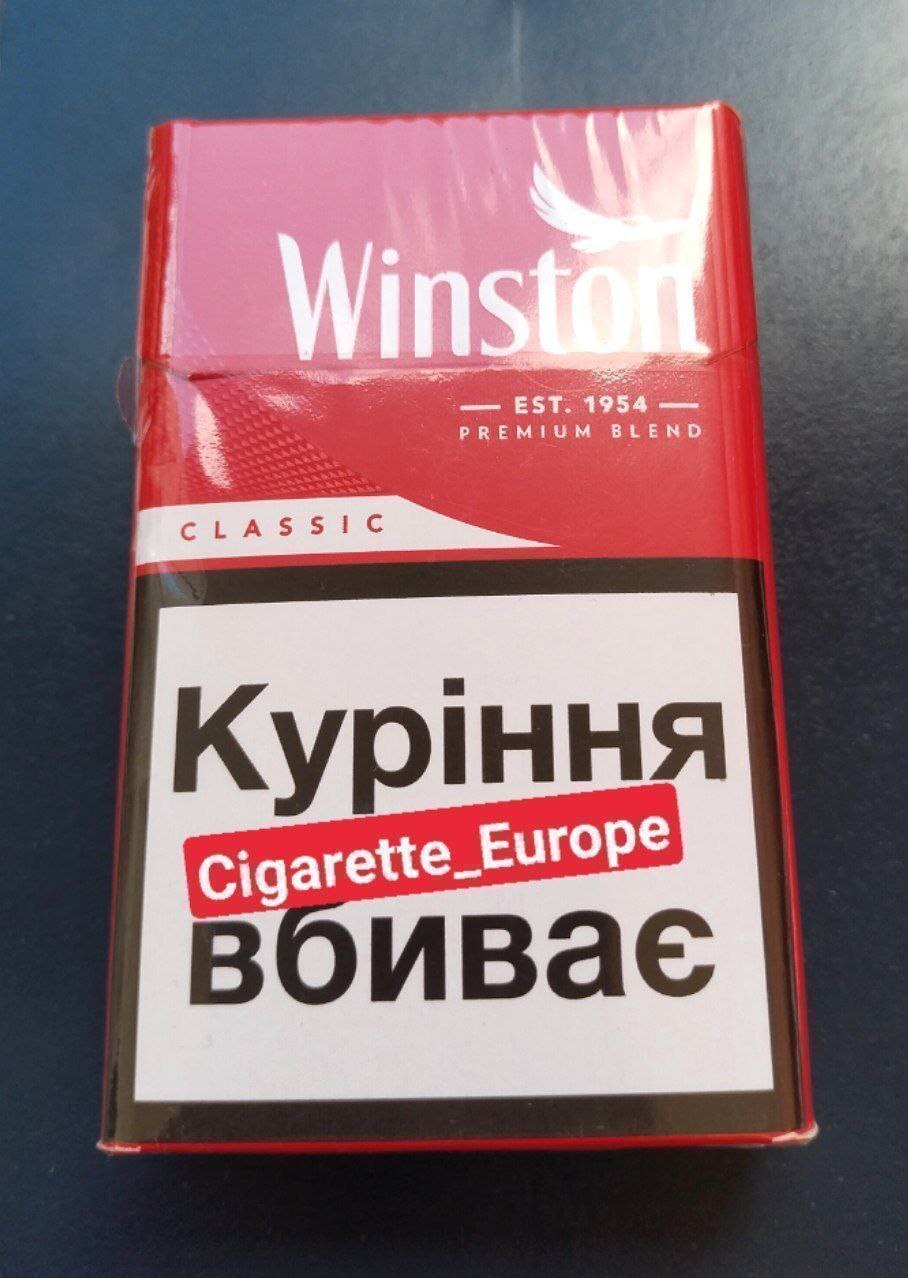 Winston
EST. 1954
PREMIUM BLEND
CLASSIC
Куріння
Cigarette_Europe
вбиває